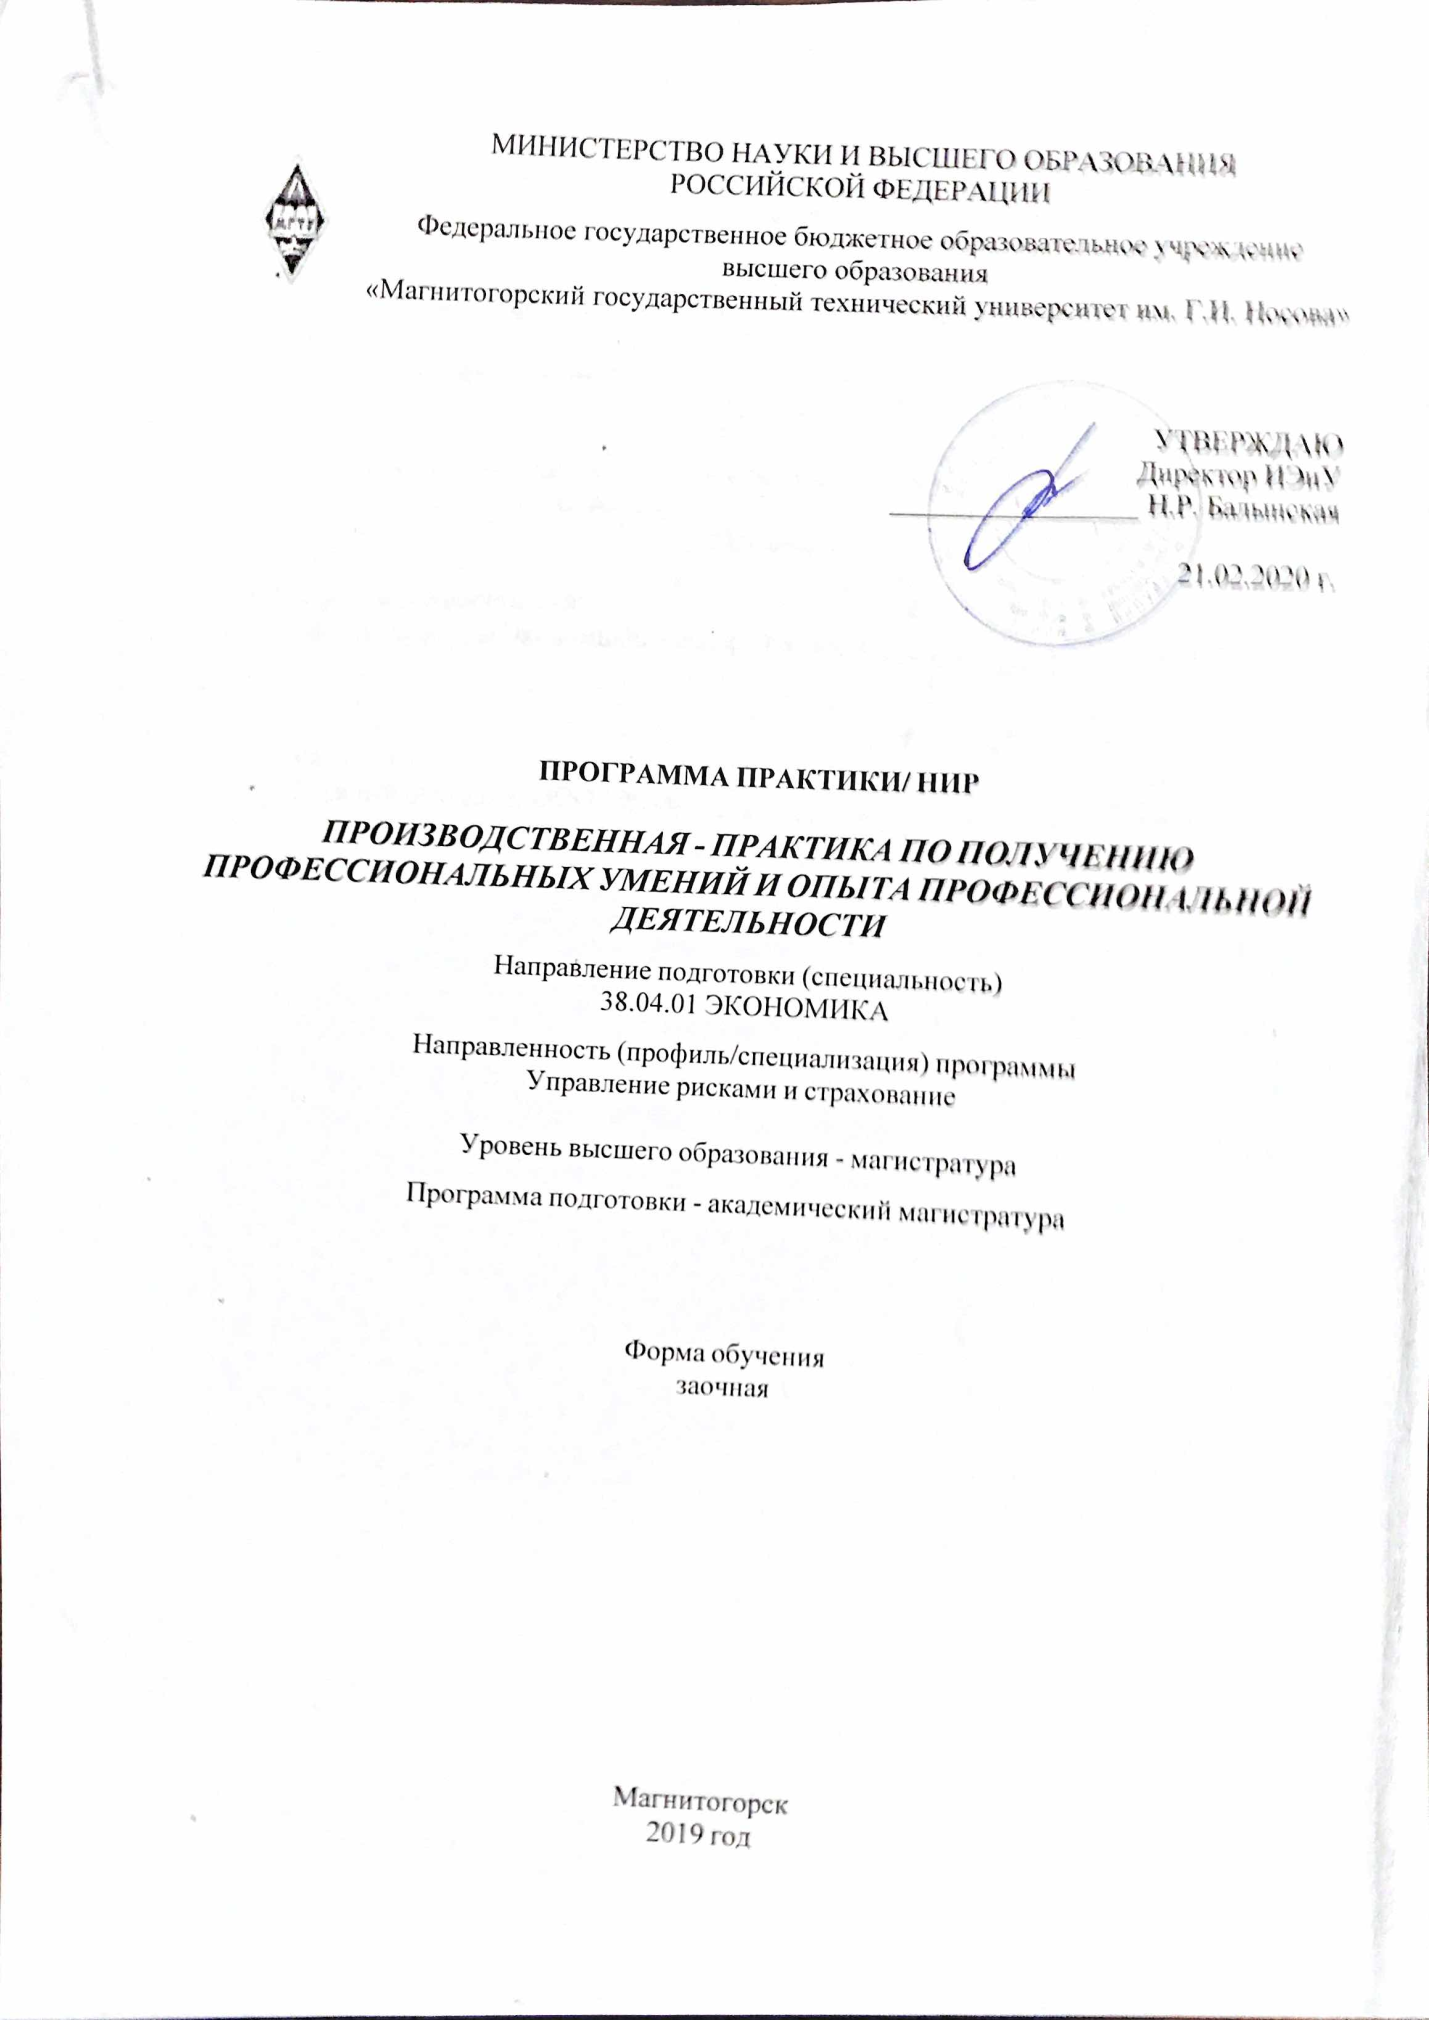 МИНИСТЕРСТВО НАУКИ И ВЫСШЕГО ОБРАЗОВАНИЯ
РОССИЙСКОЙ ФЕДЕРАЦИИ
МГТУ
Федеральное государственное бюджетное образовательное учреждение
высшего образования
«Магнитогорский государственный технический университет им. Г.И. Носова»
УТВЕРЖДАЮ
Директор ИЭиУ
Н.Р. Балынская
21.02.2020 г.
ПРОГРАММА ПРАКТИКИ/ НИР
ПРОИЗВОДСТВЕННАЯ - ПРАКТИКА ПО ПОЛУЧЕНИЮ
ПРОФЕССИОНАЛЬНЫХ УМЕНИЙ И ОПЫТА ПРОФЕССИОНАЛЬНОЙ
ДЕЯТЕЛЬНОСТИ
Направление подготовки (специальность)
38.04.01 ЭКОНОМИКА
Направленность (профиль/специализация) программы
Управление рисками и страхование
Уровень высшего образования - магистратура
Программа подготовки - академический магистратура
Форма обучения
заочная
Магнитогорск
2019 год